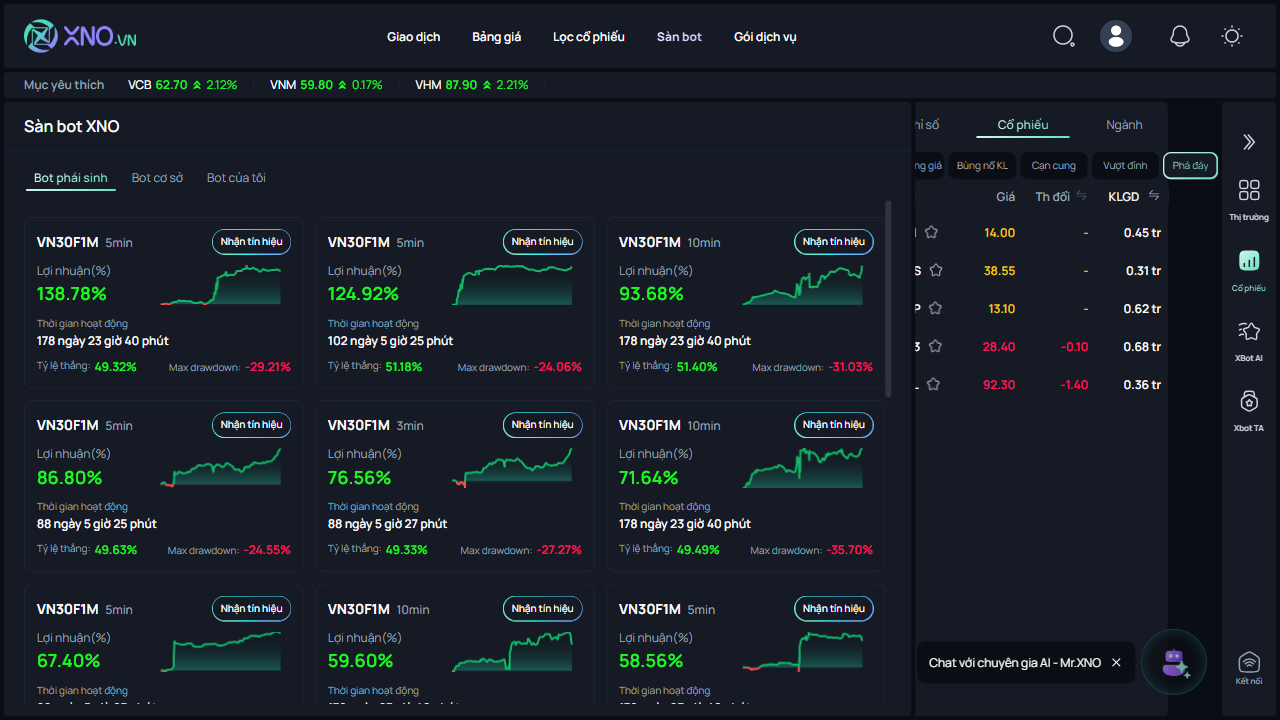 XNO.VN
Giao dịch Bảng giá Lọc cổ phiếu Sàn bot Gói dịch vụ
Mục yêu thích VCB 62.70 2.12% VNM 59.80 0.17% VHM 87.90 2.21%
Sàn bot XNO
Bot phái sinh Bot cơ sở Bot của tôi
VN30F1M 5min Nhận tín hiệu
Lợi nhuận(%)
138.78%
Thời gian hoạt động
178 ngày 23 giờ 40 phút
Tỷ lệ thắng: 49.32% Max drawdown: -29.21%
VN30F1M 5min Nhận tín hiệu
Lợi nhuận(%)
124.92%
Thời gian hoạt động
102 ngày 5 giờ 25 phút
Tỷ lệ thắng: 51.18% Max drawdown: -24.06%
VN30F1M 10min Nhận tín hiệu
Lợi nhuận(%)
93.68%
Thời gian hoạt động
178 ngày 23 giờ 40 phút
Tỷ lệ thắng: 51.40% Max drawdown: -31.03%
VN30F1M 5min Nhận tín hiệu
Lợi nhuận(%)
86.80%
Thời gian hoạt động
88 ngày 5 giờ 25 phút
Tỷ lệ thắng: 49.63% Max drawdown: -24.55%
VN30F1M 3min Nhận tín hiệu
Lợi nhuận(%)
76.56%
Thời gian hoạt động
88 ngày 5 giờ 27 phút
Tỷ lệ thắng: 49.33% Max drawdown: -27.27%
VN30F1M 10min Nhận tín hiệu
Lợi nhuận(%)
71.64%
Thời gian hoạt động
178 ngày 23 giờ 40 phút
Tỷ lệ thắng: 49.49% Max drawdown: -35.70%
VN30F1M 5min Nhận tín hiệu
Lợi nhuận(%)
67.40%
Thời gian hoạt động
VN30F1M 10min Nhận tín hiệu
Lợi nhuận(%)
59.60%
Thời gian hoạt động
VN30F1M 5min Nhận tín hiệu
Lợi nhuận(%)
58.56%
Thời gian hoạt động
hỉ số Cổ phiếu Ngành
ng giá Bùng nổ KL Cạn cung Vượt đỉnh Phá đáy
Giá Th đổi KLGD
14.00 - 0.45 tr
S 38.55 - 0.31 tr
P 13.10 - 0.62 tr
3 28.40 -0.10 0.68 tr
92.30 -1.40 0.36 tr
Chat với chuyên gia AI - Mr.XNO
Thị trường
Cổ phiếu
XBot AI
Xbot TA
Kết nối